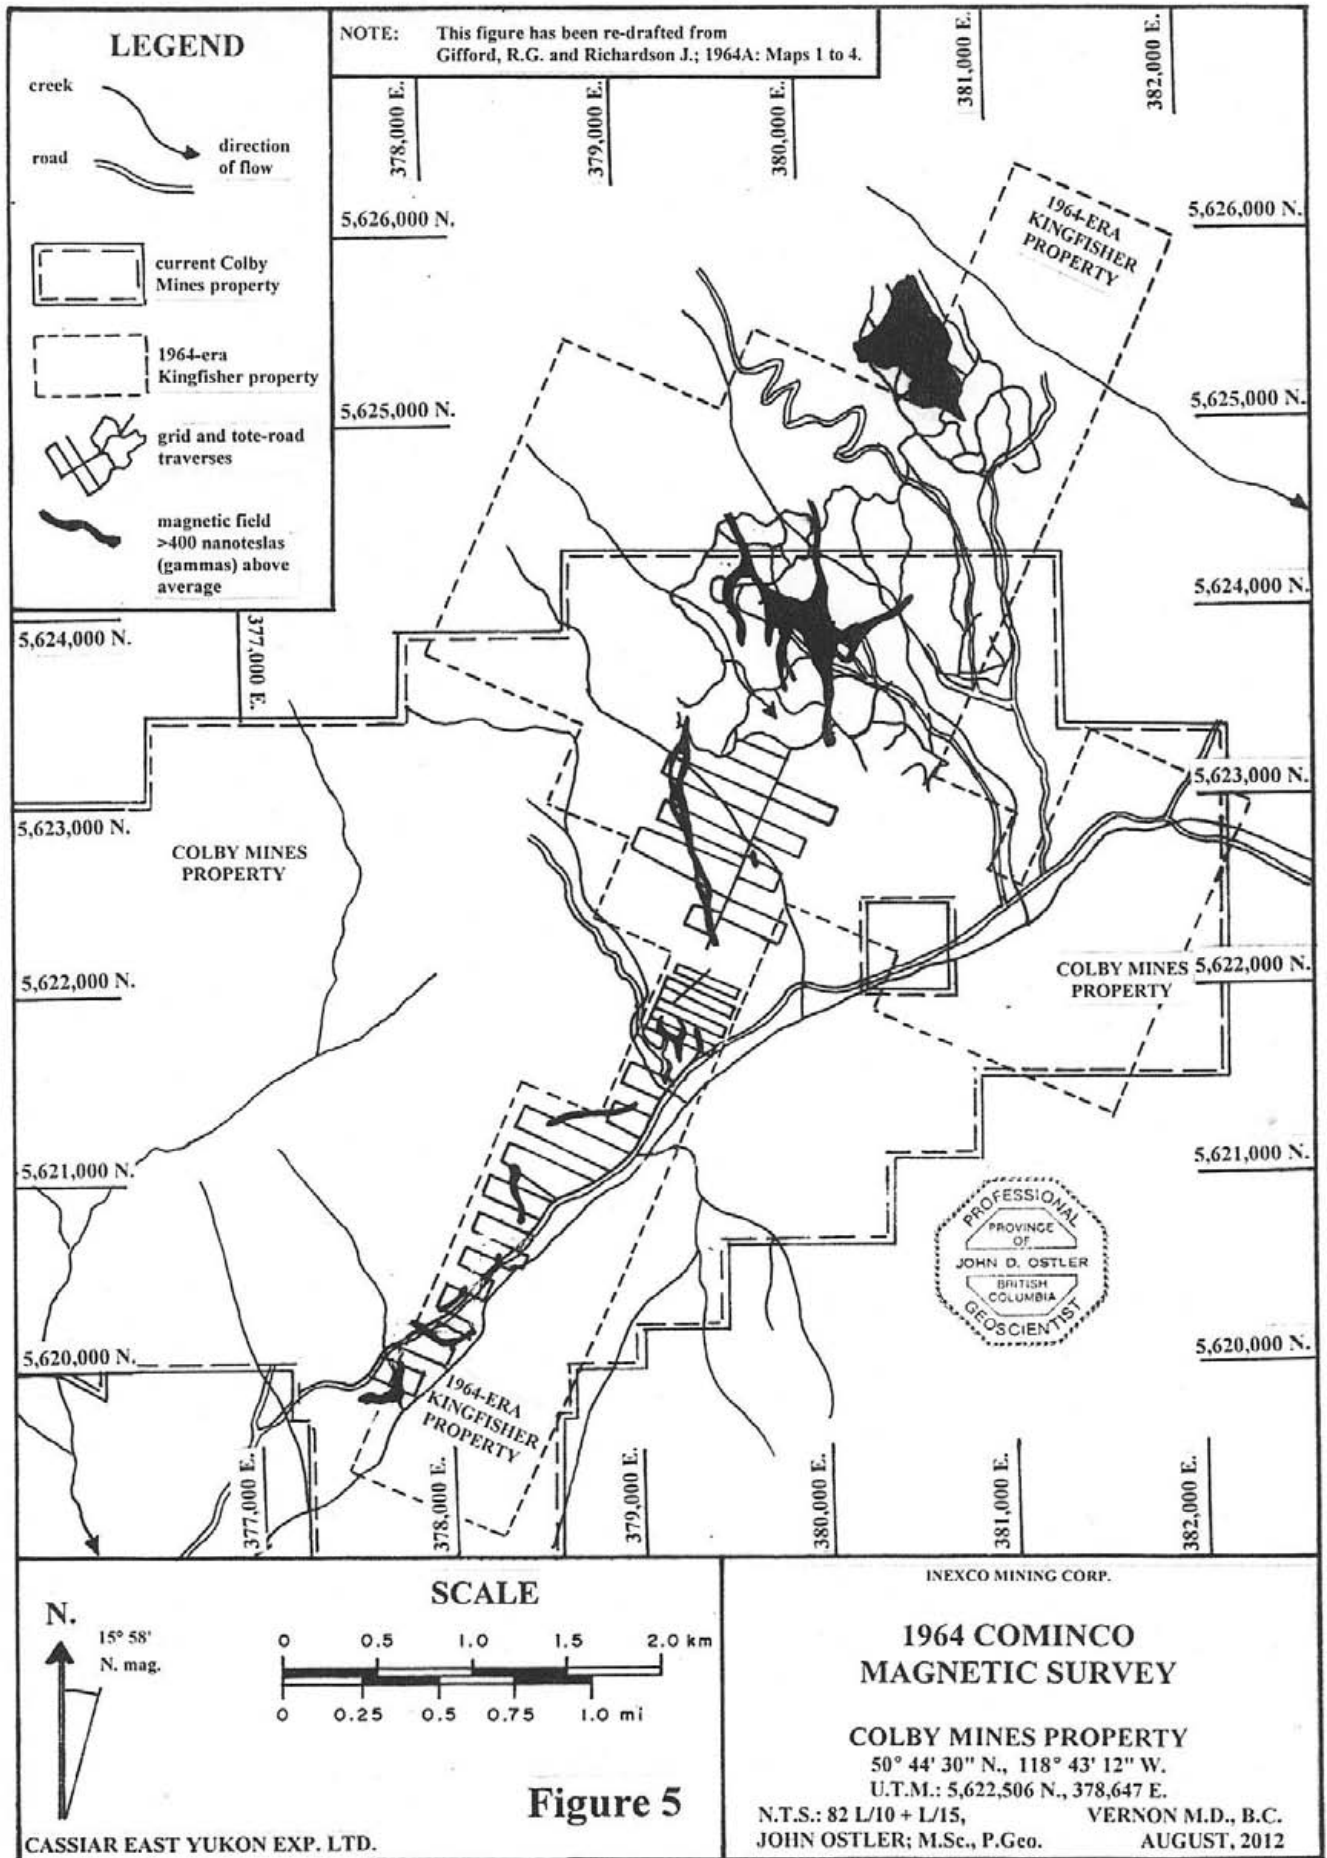 LEGEND
creek
direction
of flow
road
current Colby
Mines property
1964-era
Kingfisher property
grid and tote-road
traverses
magnetic field
>400 nanoteslas
(gammas) above
average
NOTE: This figure has been re-drafted from
Gifford, R.G. and Richardson J.; 1964A: Maps 1 to 4.
378,000 E.
379,000 E.
380,000 E.
381,000 E.
382,000 E.
5,626,000 N.
5,626,000 N.
1964-ERA
KINGFISHER
PROPERTY
5,625,000 N.
5,625,000 N.
5,624,000 N.
5,624,000 N.
377,000 E.
5,623,000 N.
5,623,000 N.
COLBY MINES
PROPERTY
5,622,000 N.
COLBY MINES
PROPERTY
5,622,000 N.
5,621,000 N.
5,621,000 N.
PROFESSIONAL
PROVINCE
OF
JOHN D. OSTLER
BRITISH
COLUMBIA
GEOSCIENTIST
5,620,000 N.
5,620,000 N.
1964-ERA
KINGFISHER
PROPERTY
377,000 E.
378,000 E.
379,000 E.
380,000 E.
381,000 E.
382,000 E.
N.
15° 58'
N. mag.
SCALE
0 0.5 1.0 1.5 2.0 km
0 0.25 0.5 0.75 1.0 mi
Figure 5
CASSIAR EAST YUKON EXP. LTD.
INEXCO MINING CORP.
1964 COMINCO
MAGNETIC SURVEY
COLBY MINES PROPERTY
50° 44' 30" N., 118° 43' 12" W.
U.T.M.: 5,622,506 N., 378,647 E.
N.T.S.: 82 L/10 + L/15, VERNON M.D., B.C.
JOHN OSTLER; M.Sc., P.Geo. AUGUST, 2012